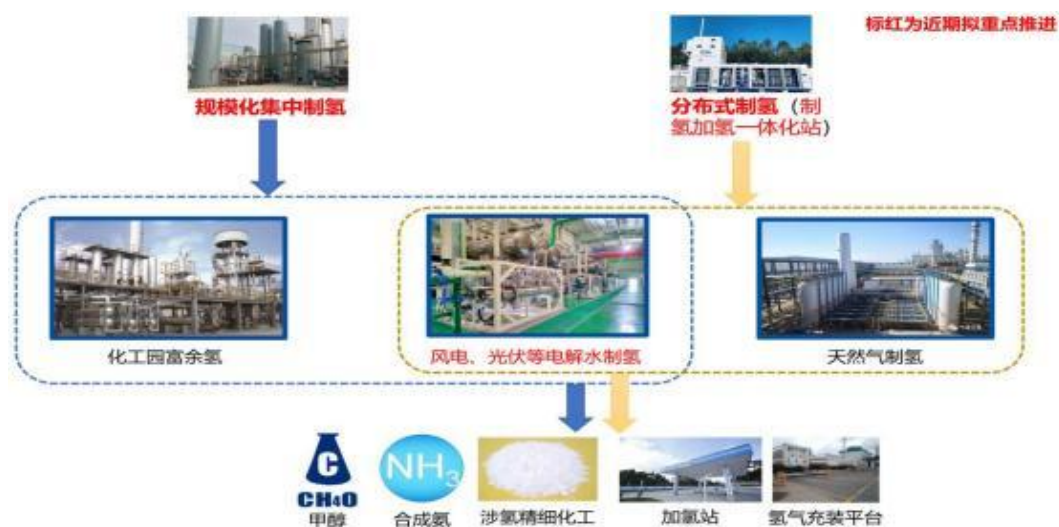 标红为近期拟重点推进
规模化集中制氢
分布式制氢（制
氢加氢一体化站）
化工园富余氢
风电、光伏等电解水制氢
天然气制氢
C
CH4O
甲醇
NH3
合成氨
涉氢精细化工
加氢站
氢气充装平台